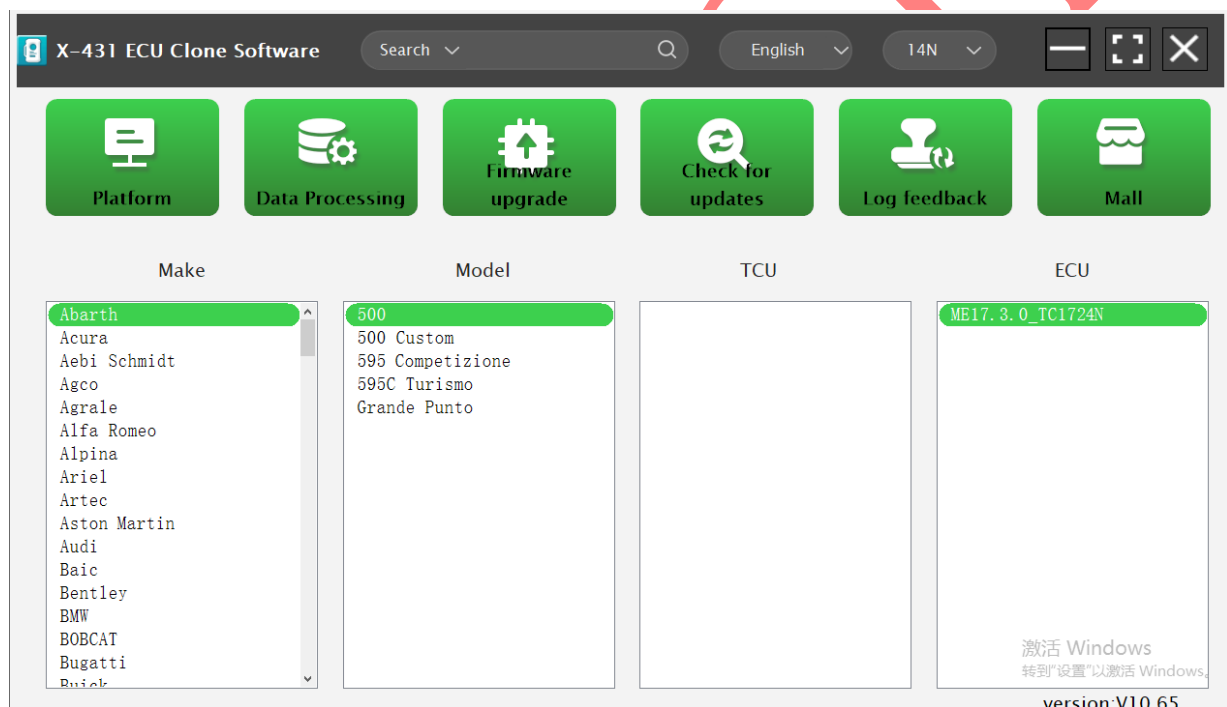 X-431 ECU Clone Software
Search
English
14N
Platform
Data Processing
Firmware
upgrade
Check for
updates
Log feedback
Mall
Make
Model
TCU
ECU
Abarth
Acura
Aebi Schmidt
Agco
Agrale
Alfa Romeo
Alpina
Ariel
Artec
Aston Martin
Audi
Baic
Bentley
BMW
BOBCAT
Bugatti
Buick
500
500 Custom
595 Competizione
595C Turismo
Grande Punto
ME17.3.0_TC1724N
激活 Windows
转到"设置"以激活 Windows。
version:V10.65